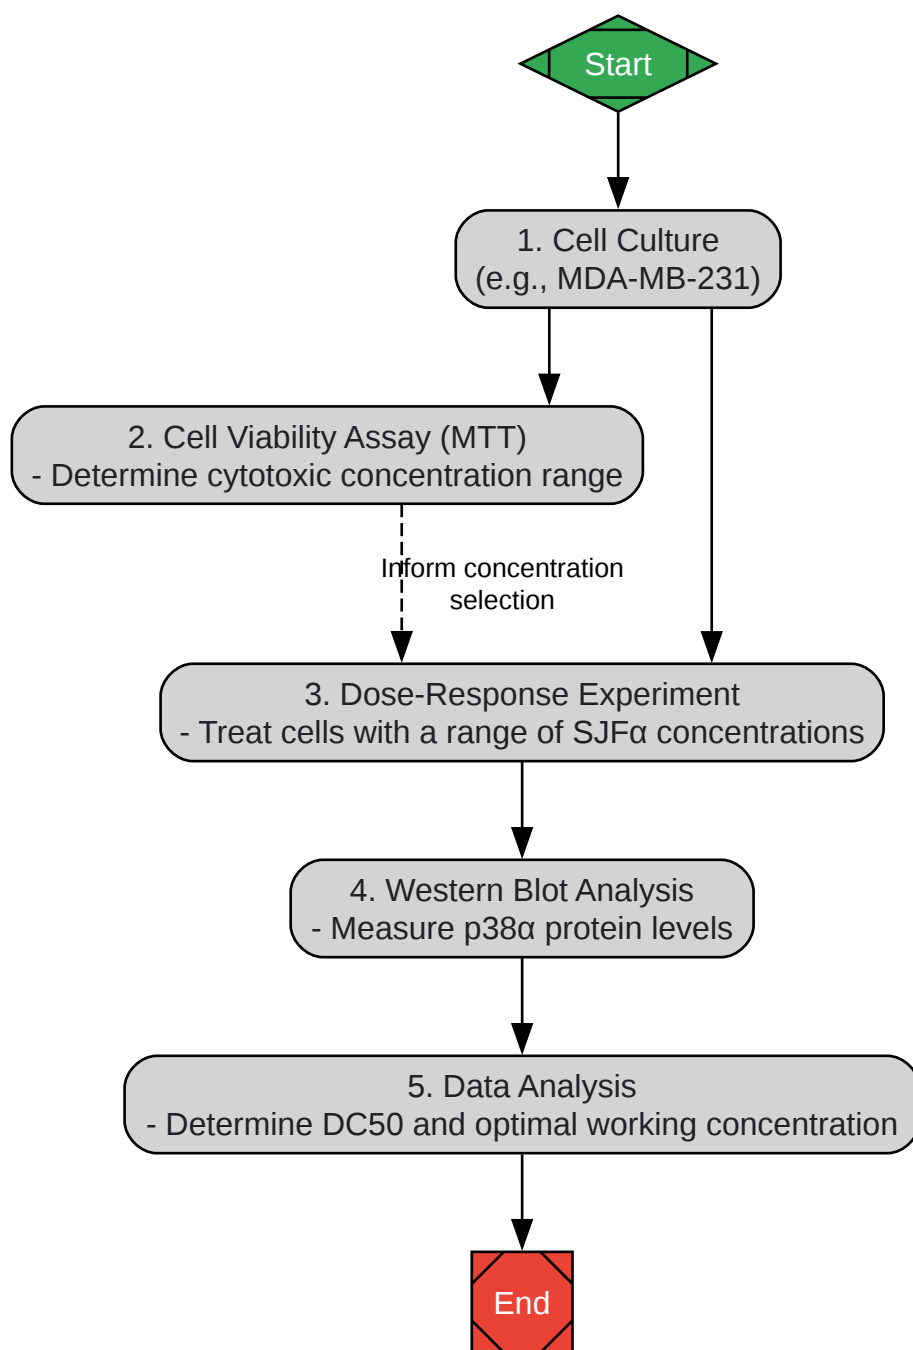 Start
1. Cell Culture
(e.g., MDA-MB-231)
2. Cell Viability Assay (MTT)
- Determine cytotoxic concentration range
Inform concentration
selection
3. Dose-Response Experiment
- Treat cells with a range of SJFα concentrations
4. Western Blot Analysis
- Measure p38α protein levels
5. Data Analysis
- Determine DC50 and optimal working concentration
End